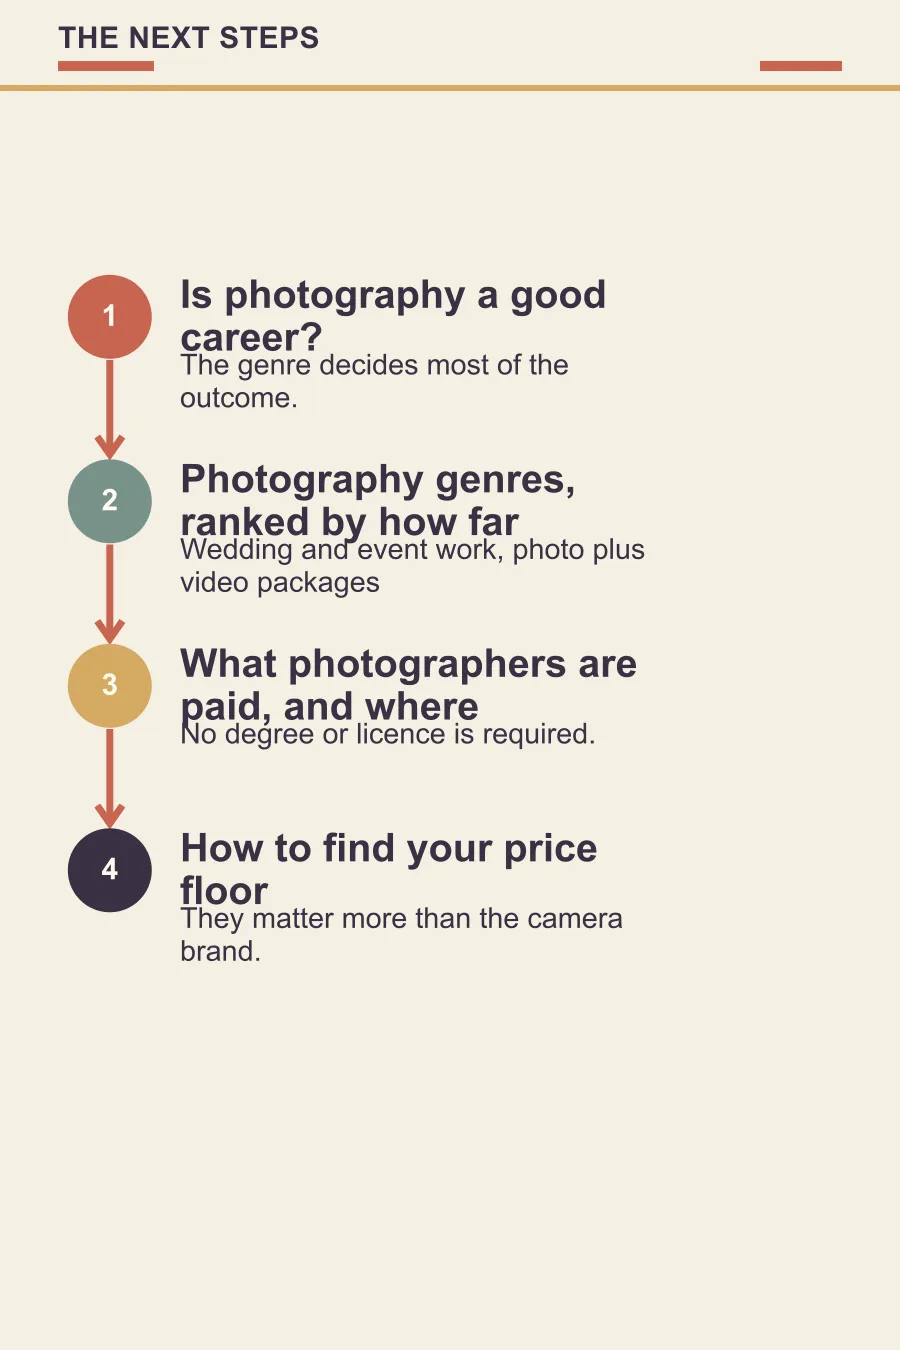 THE NEXT STEPS
1
Is photography a good
career?
The genre decides most of the
outcome.
2
Photography genres,
ranked by how far
Wedding and event work, photo plus
video packages
3
What photographers are
paid, and where
No degree or licence is required.
4
How to find your price
floor
They matter more than the camera
brand.